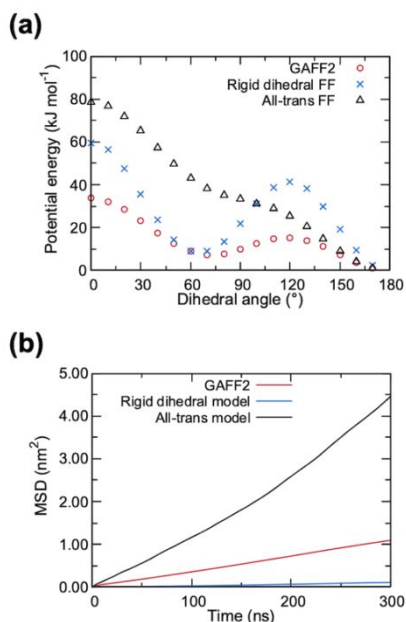 (a)
Potential energy (kJ mol⁻¹)
100
80
60
40
20
0
GAFF2
Rigid dihedral FF
All-trans FF
0 30 60 90 120 150 180
Dihedral angle (°)
(b)
MSD (nm²)
5.00
4.00
3.00
2.00
1.00
0.00
GAFF2
Rigid dihedral model
All-trans model
0 100 200 300
Time (ns)